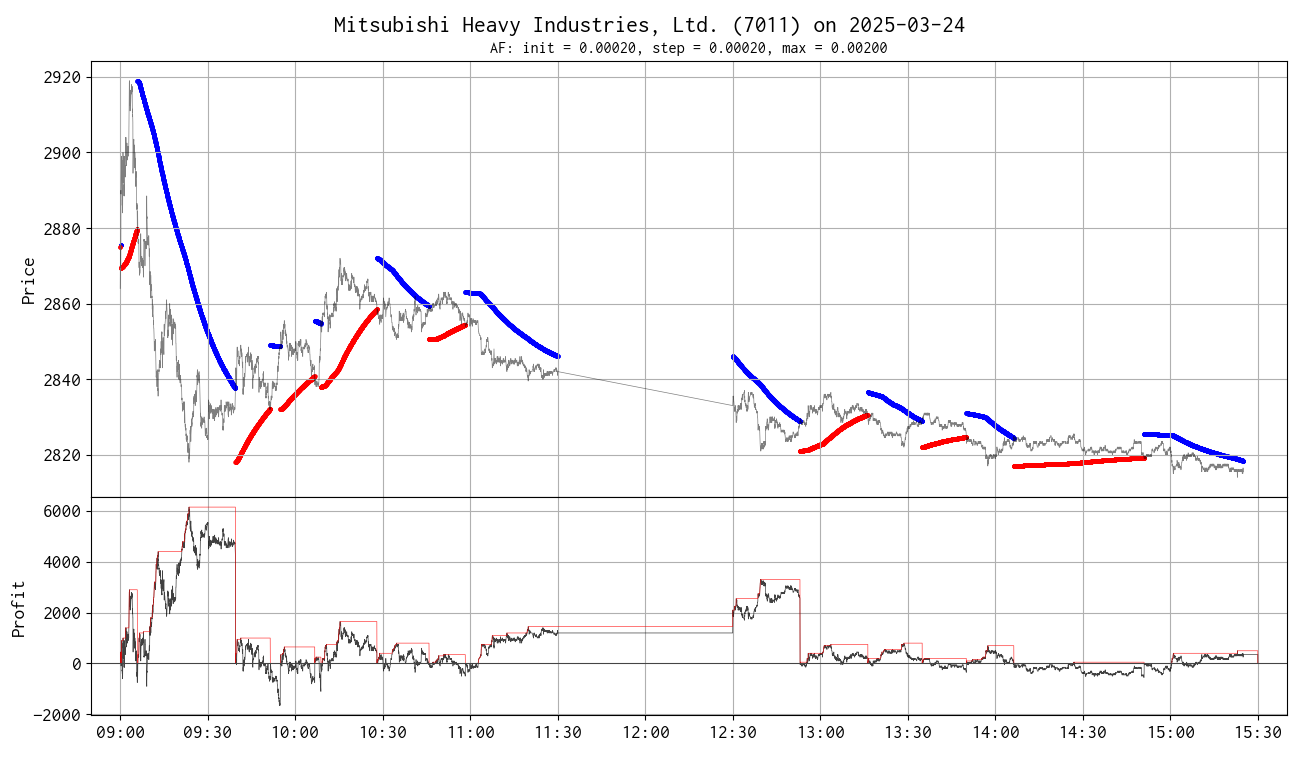 Mitsubishi Heavy Industries, Ltd. (7011) on 2025-03-24
AF: init = 0.00020, step = 0.00020, max = 0.00200
Price
2920
2900
2880
2860
2840
2820
Profit
6000
4000
2000
0
−2000
09:00 09:30 10:00 10:30 11:00 11:30 12:00 12:30 13:00 13:30 14:00 14:30 15:00 15:30